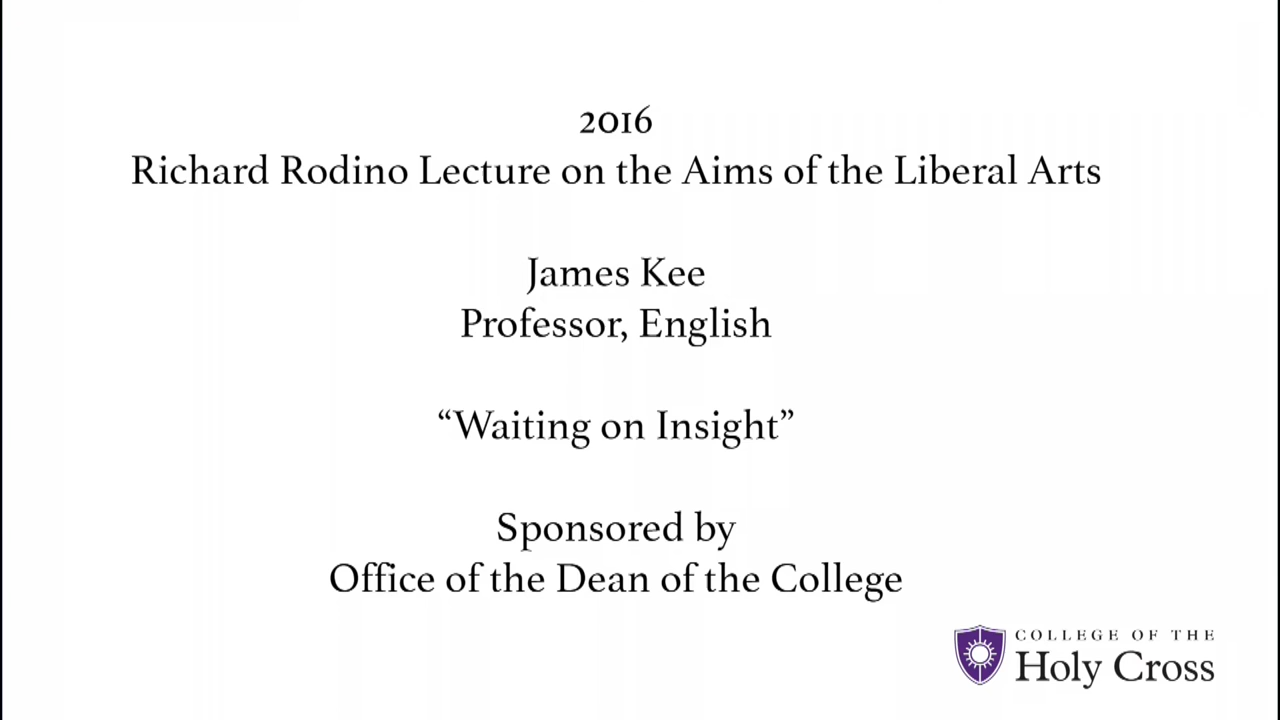 2016
Richard Rodino Lecture on the Aims of the Liberal Arts
James Kee
Professor, English
“Waiting on Insight”
Sponsored by
Office of the Dean of the College
COLLEGE OF THE
Holy Cross